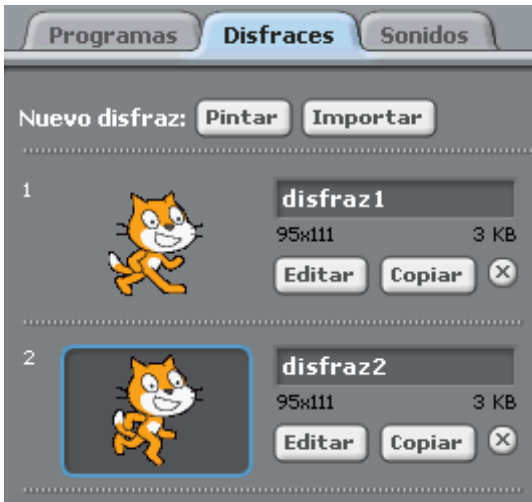 Programas Disfraces Sonidos
Nuevo disfraz: Pintar Importar
1
disfraz1
95x111 3 KB
Editar Copiar
2
disfraz2
95x111 3 KB
Editar Copiar